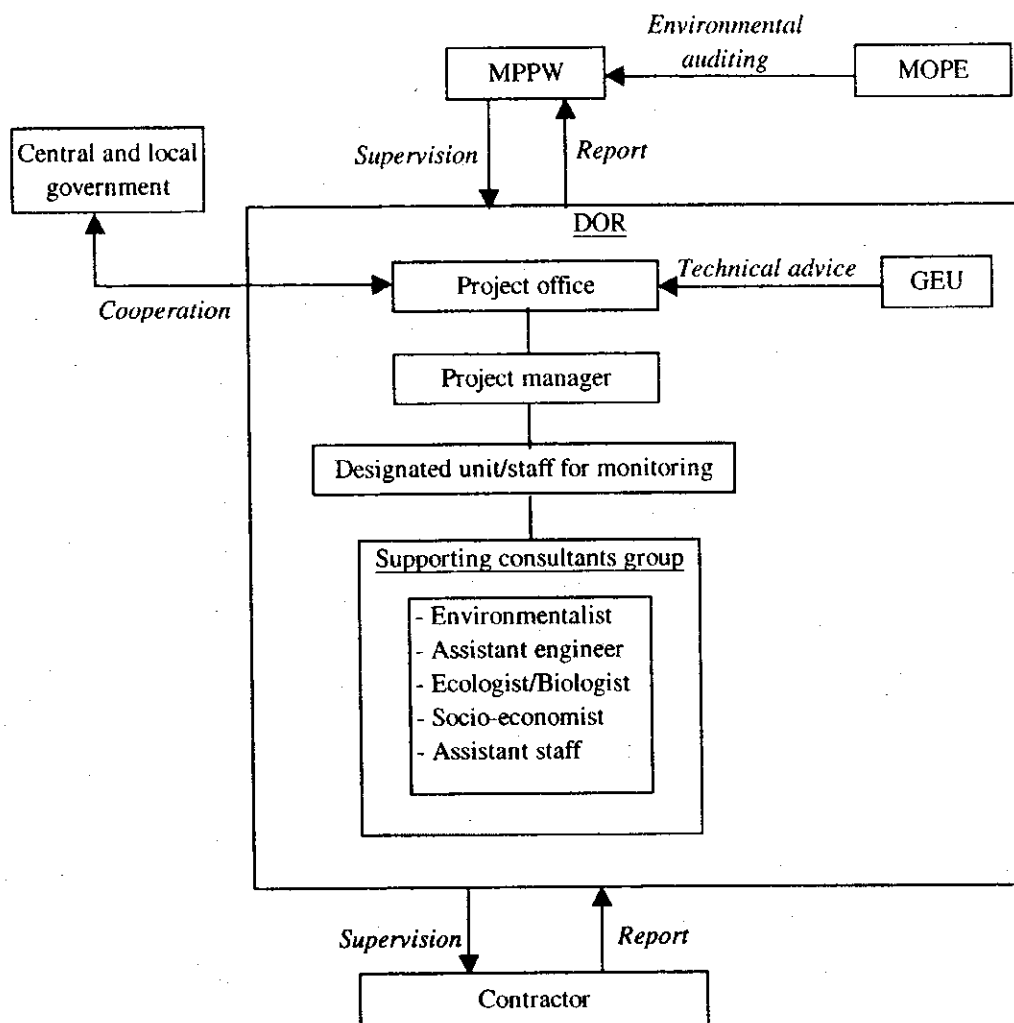 Environmental
auditing
MPPW
MOPE
Central and local
government
Supervision
Report
DOR
Project office
Technical advice
GEU
Cooperation
Project manager
Designated unit/staff for monitoring
Supporting consultants group
- Environmentalist
- Assistant engineer
- Ecologist/Biologist
- Socio-economist
- Assistant staff
Supervision
Report
Contractor